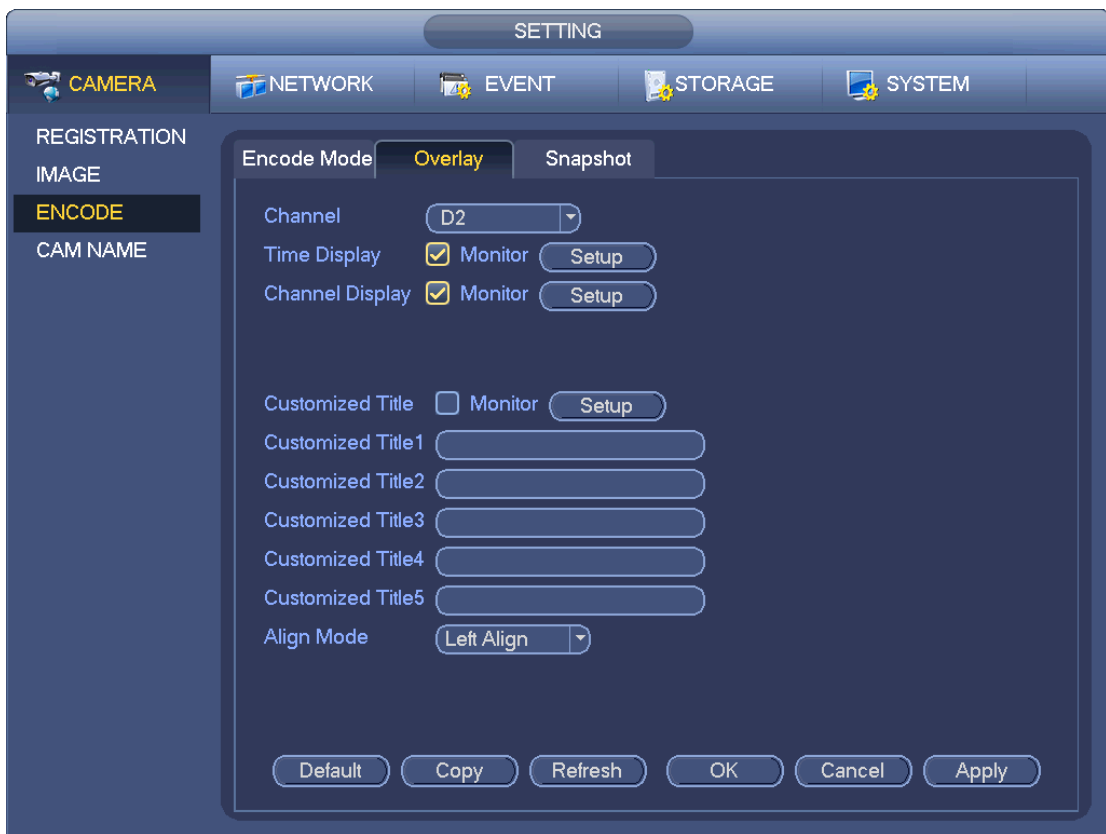 SETTING
CAMERA NETWORK EVENT STORAGE SYSTEM
REGISTRATION
IMAGE
ENCODE
CAM NAME
Encode Mode Overlay Snapshot
Channel D2
Time Display Monitor Setup
Channel Display Monitor Setup
Customized Title Monitor Setup
Customized Title1
Customized Title2
Customized Title3
Customized Title4
Customized Title5
Align Mode Left Align
Default Copy Refresh OK Cancel Apply